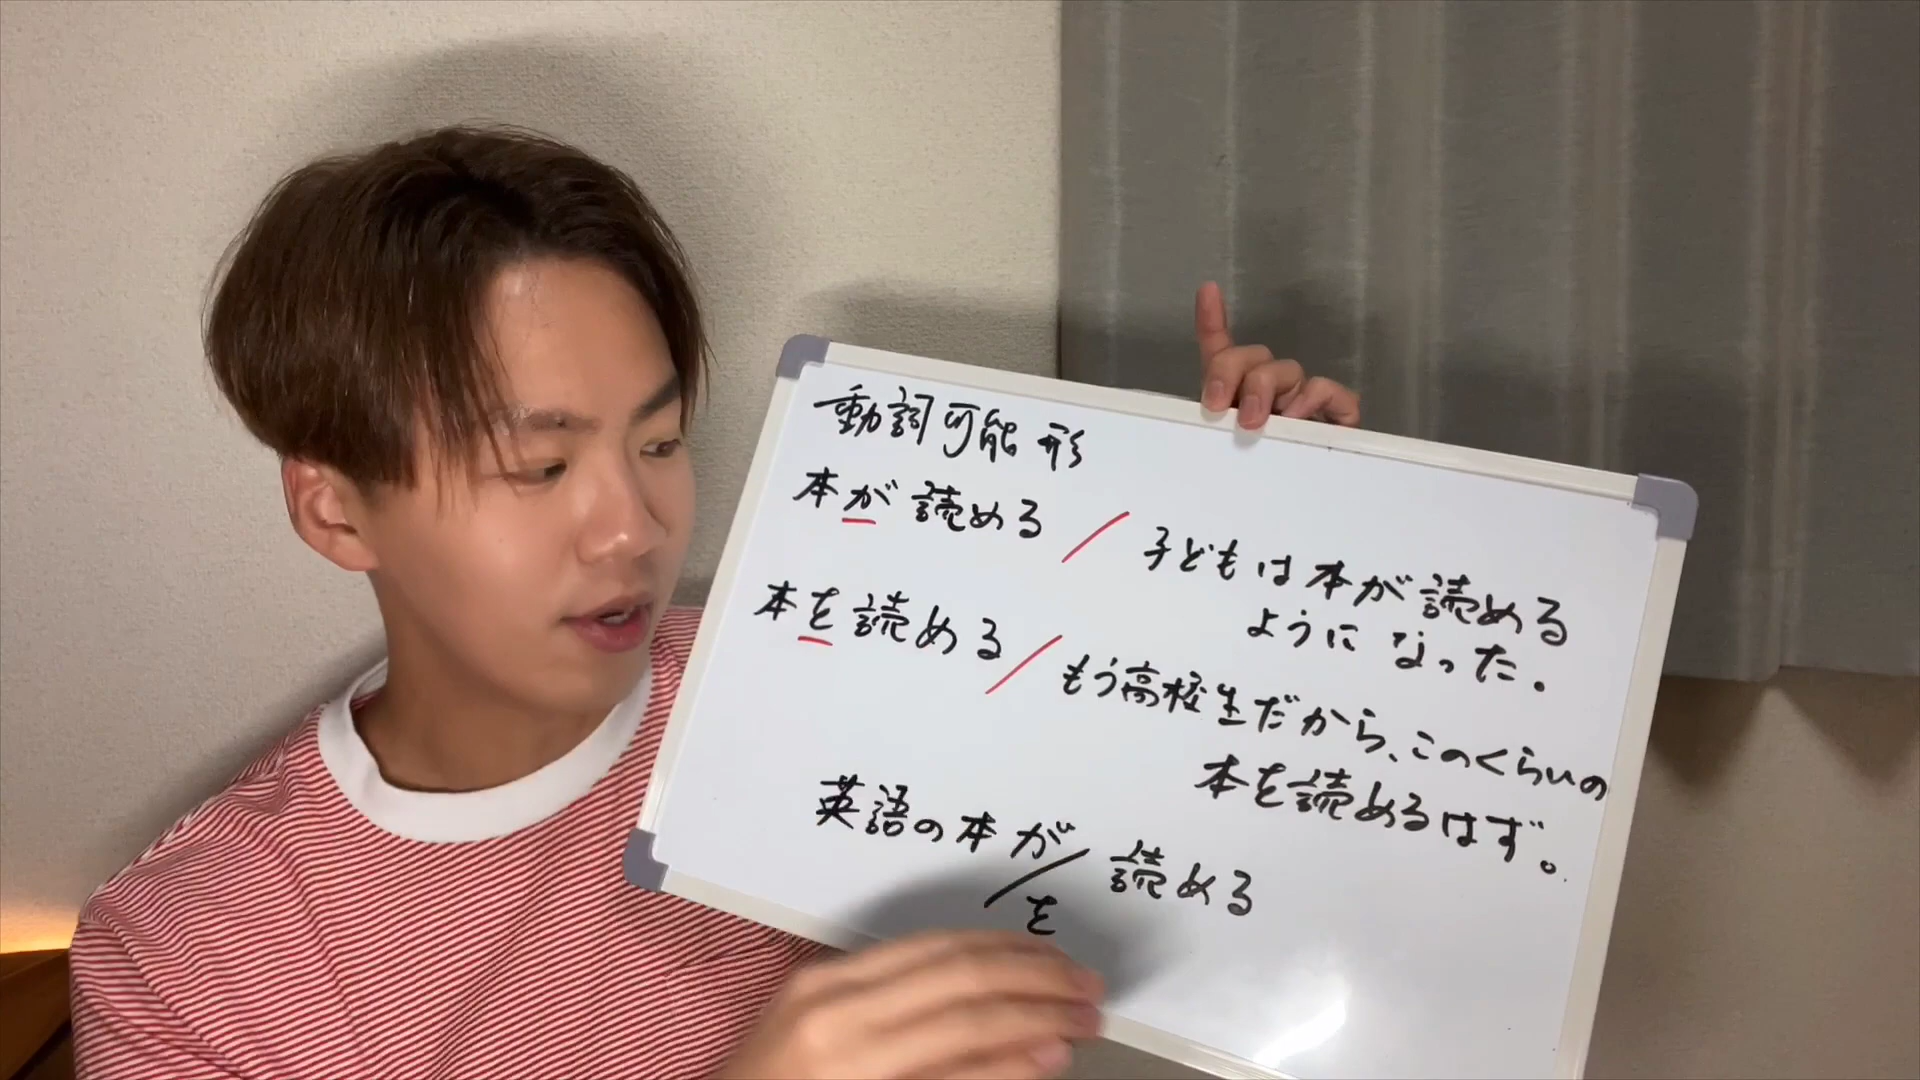 動詞可能形
本が読める / 子どもは本が読める
ようになった。
本を読める / もう高校生だから、このくらいの
本を読めるはず。
英語の本が/を読める